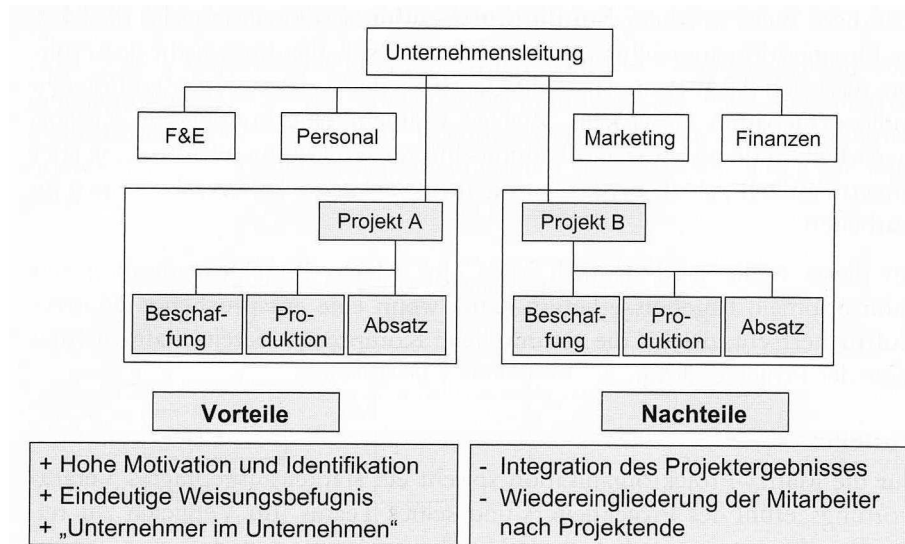 Unternehmensleitung
F&E
Personal
Marketing
Finanzen
Projekt A
Projekt B
Beschaf-
fung
Pro-
duktion
Absatz
Beschaf-
fung
Pro-
duktion
Absatz
Vorteile
Nachteile
+ Hohe Motivation und Identifikation
+ Eindeutige Weisungsbefugnis
+ „Unternehmer im Unternehmen“
- Integration des Projektergebnisses
- Wiedereingliederung der Mitarbeiter
nach Projektende